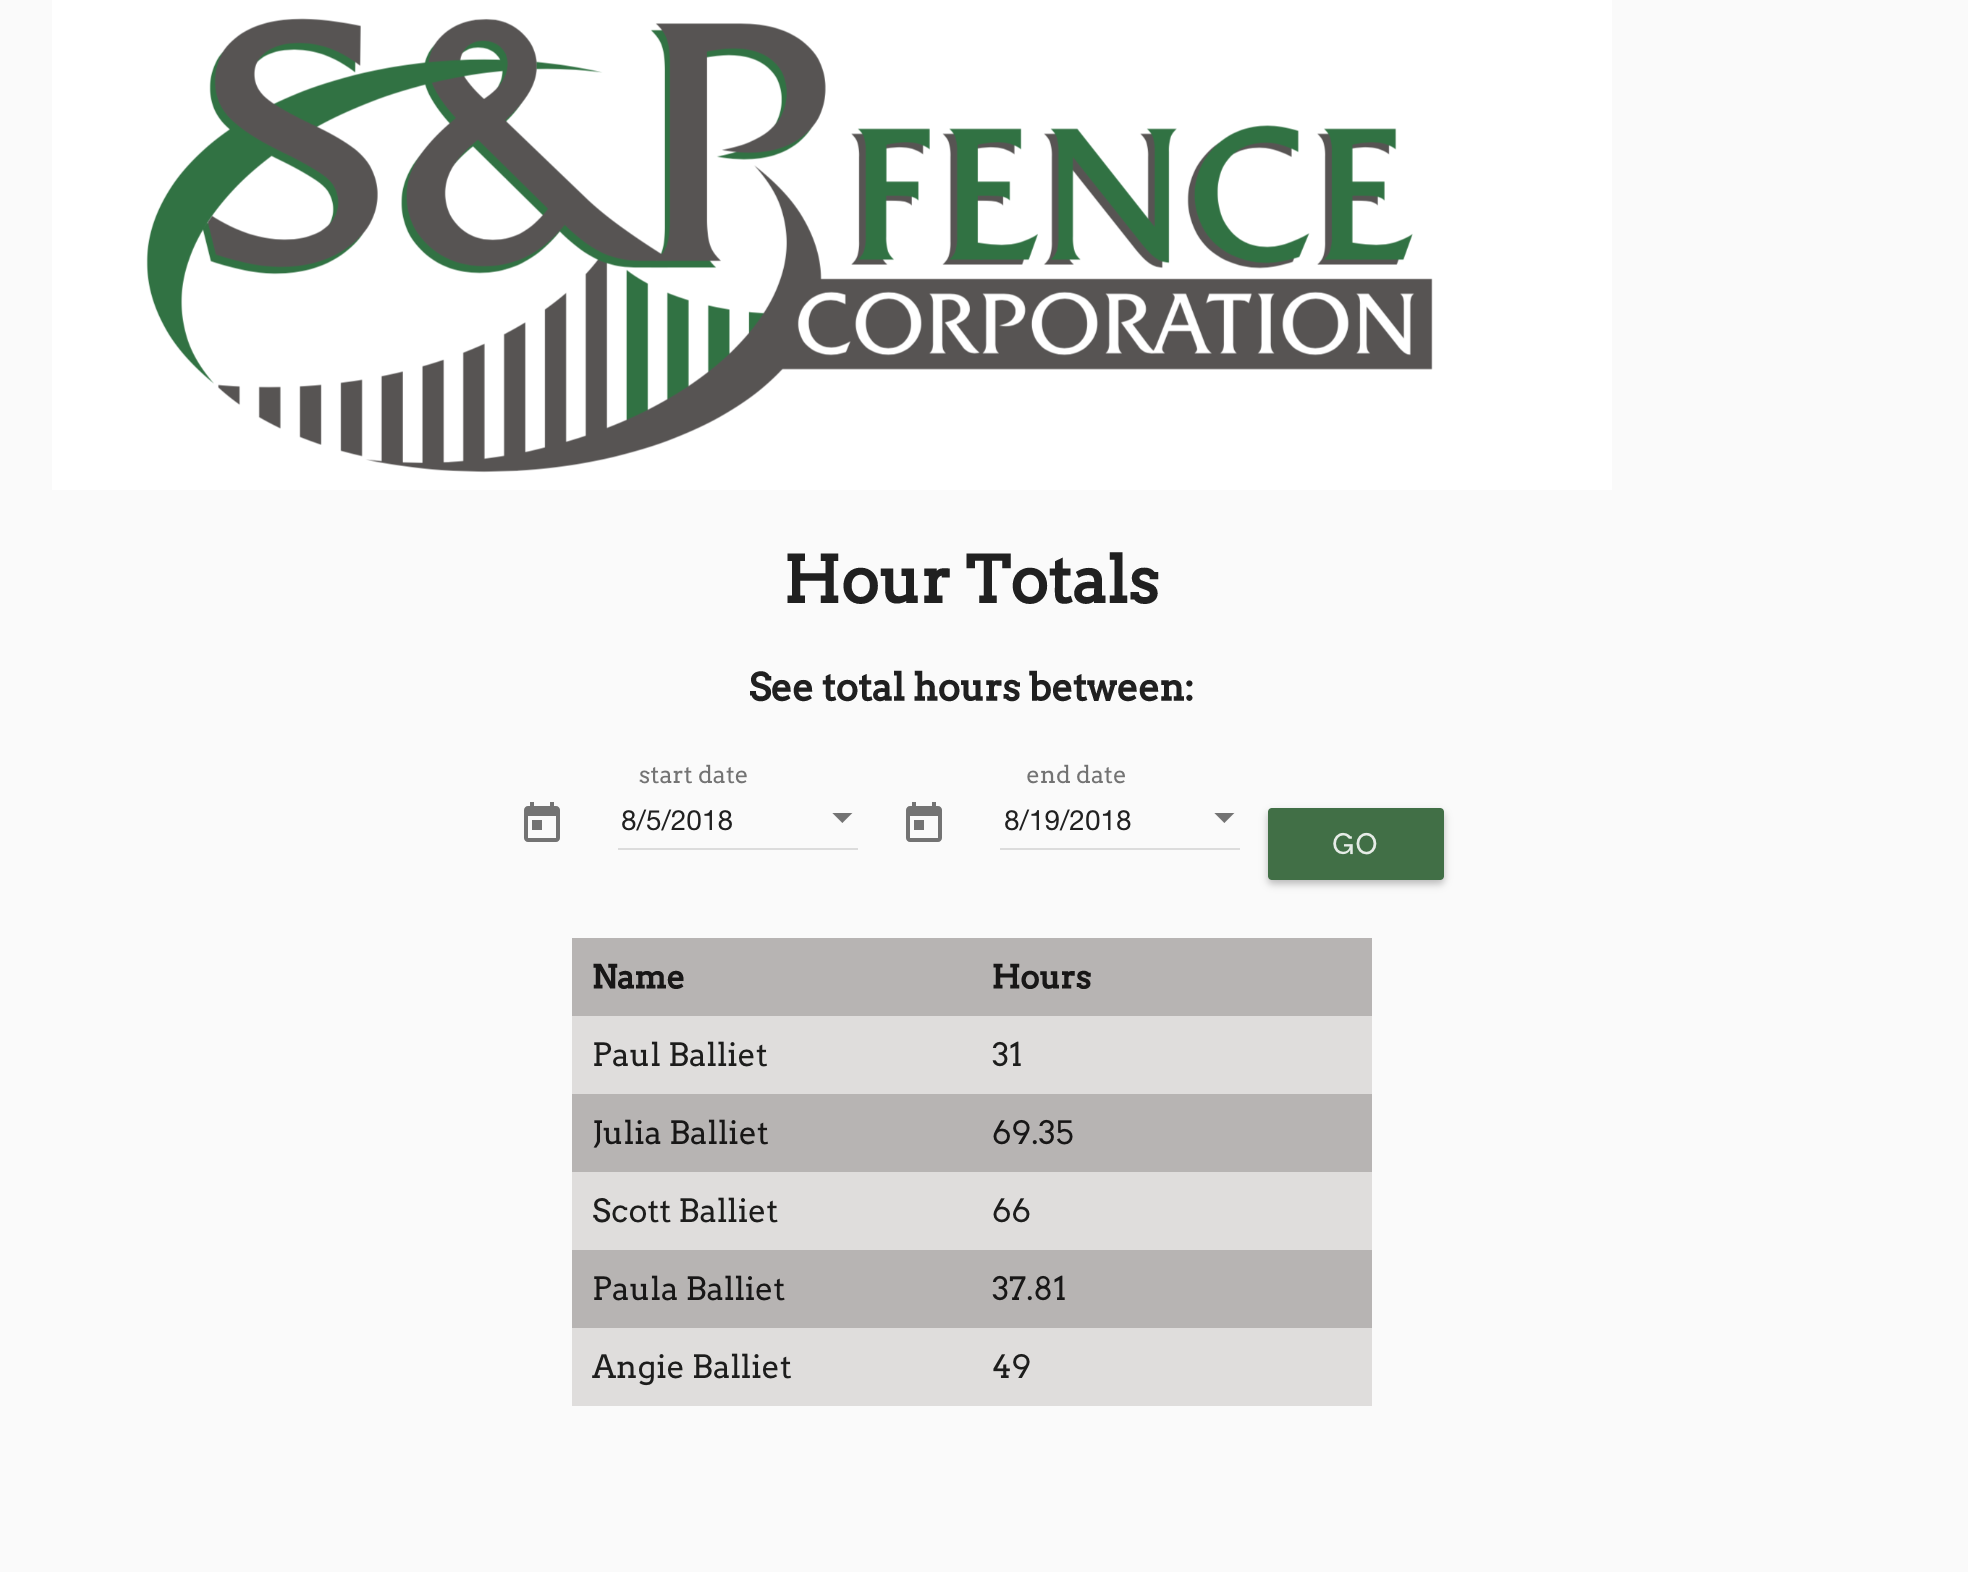 S&P FENCE
CORPORATION
Hour Totals
See total hours between:
start date end date
8/5/2018 8/19/2018 GO
Name Hours
Paul Balliet 31
Julia Balliet 69.35
Scott Balliet 66
Paula Balliet 37.81
Angie Balliet 49